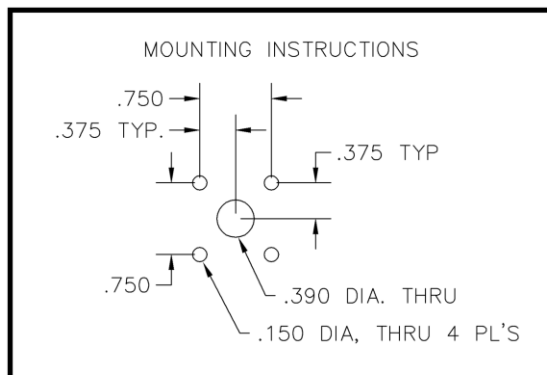 MOUNTING INSTRUCTIONS
.750
.375 TYP.
.375 TYP
.750
.390 DIA. THRU
.150 DIA, THRU 4 PL'S